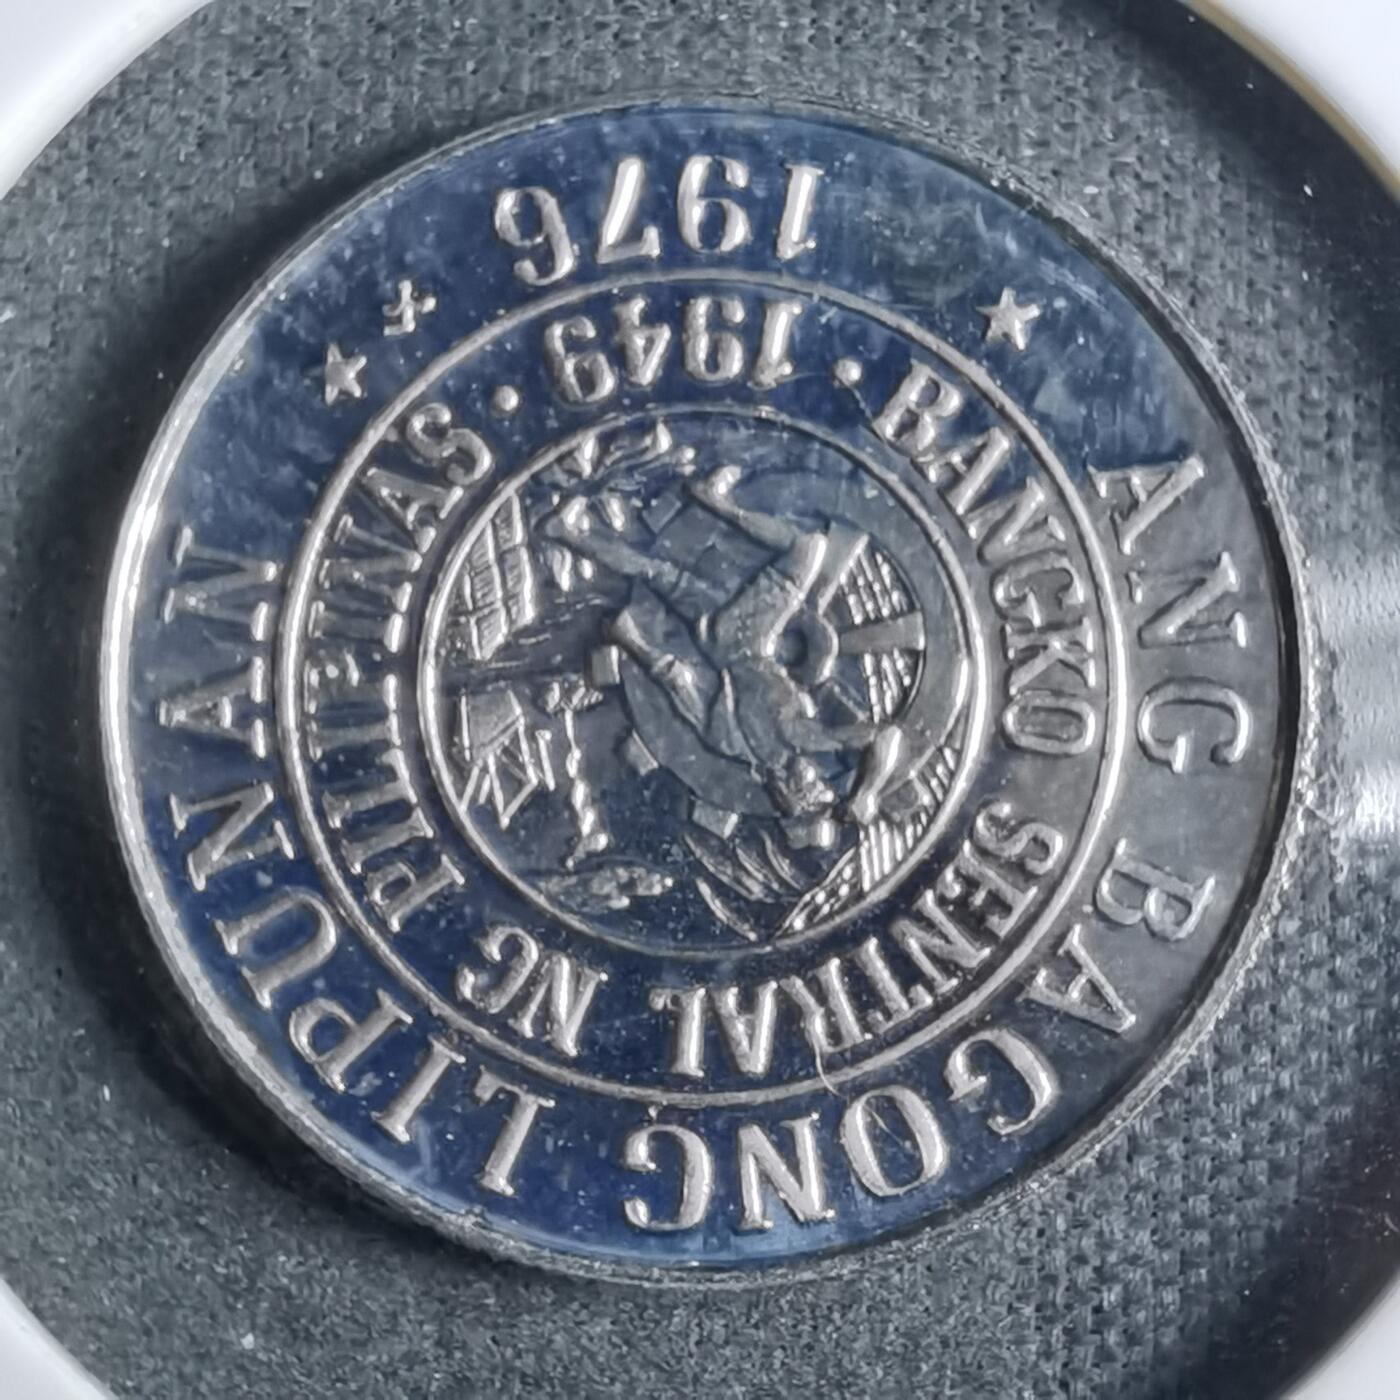 ANG BAGONG LIPUNAN
1976
BANGKO SENTRAL NG PILIPINAS
1949